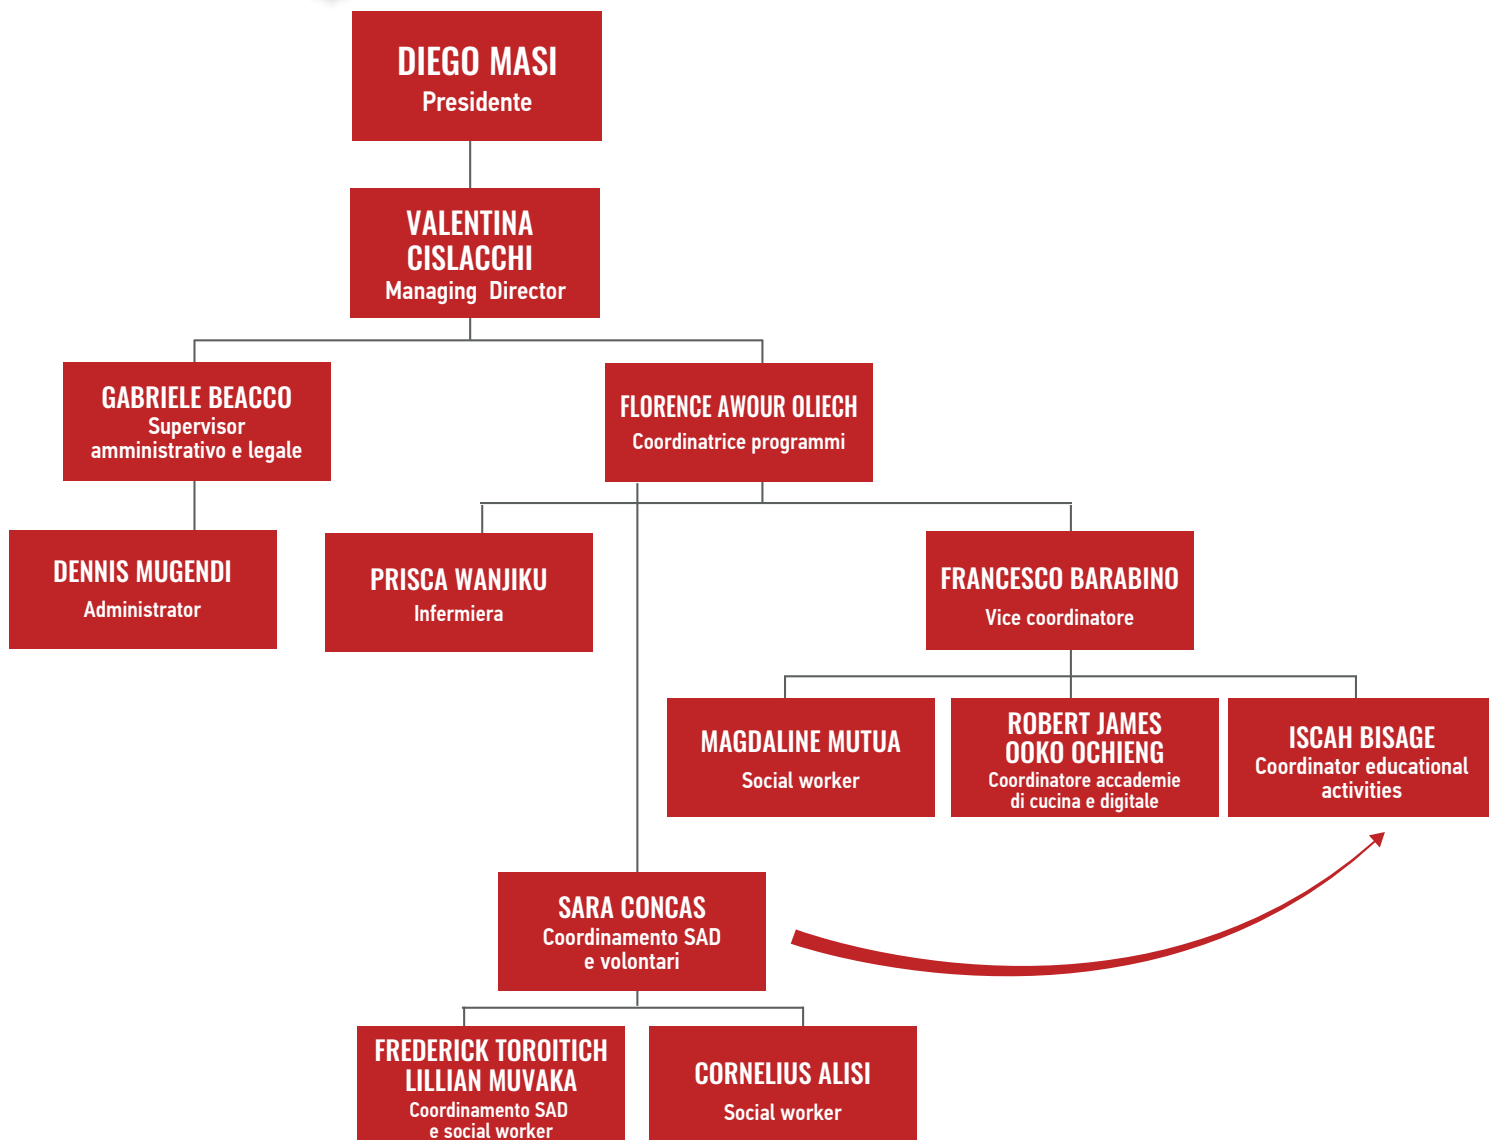 DIEGO MASI
Presidente
VALENTINA
CISLACCHI
Managing Director
GABRIELE BEACCO
Supervisor
amministrativo e legale
FLORENCE AWOUR OLIECH
Coordinatrice programmi
DENNIS MUGENDI
Administrator
PRISCA WANJIKU
Infermiera
FRANCESCO BARABINO
Vice coordinatore
MAGDALINE MUTUA
Social worker
ROBERT JAMES
OOKO OCHIENG
Coordinatore accademie
di cucina e digitale
ISCAH BISAGE
Coordinator educational
activities
SARA CONCAS
Coordinamento SAD
e volontari
FREDERICK TOROITICH
LILLIAN MUVAKA
Coordinamento SAD
e social worker
CORNELIUS ALISI
Social worker